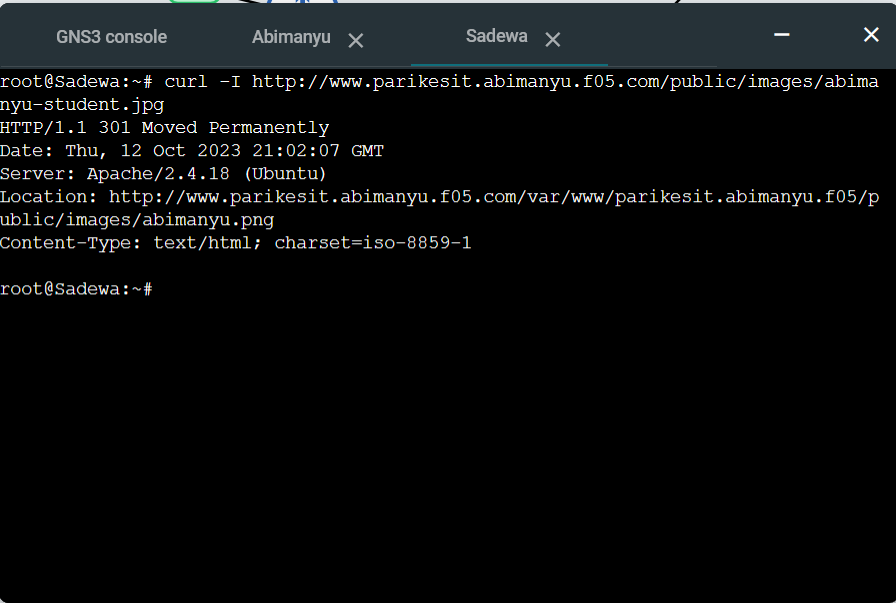 GNS3 console Abimanyu Sadewa
root@Sadewa:~# curl -I http://www.parikesit.abimanyu.f05.com/public/images/abima
nyu-student.jpg
HTTP/1.1 301 Moved Permanently
Date: Thu, 12 Oct 2023 21:02:07 GMT
Server: Apache/2.4.18 (Ubuntu)
Location: http://www.parikesit.abimanyu.f05.com/var/www/parikesit.abimanyu.f05/p
ublic/images/abimanyu.png
Content-Type: text/html; charset=iso-8859-1
root@Sadewa:~#